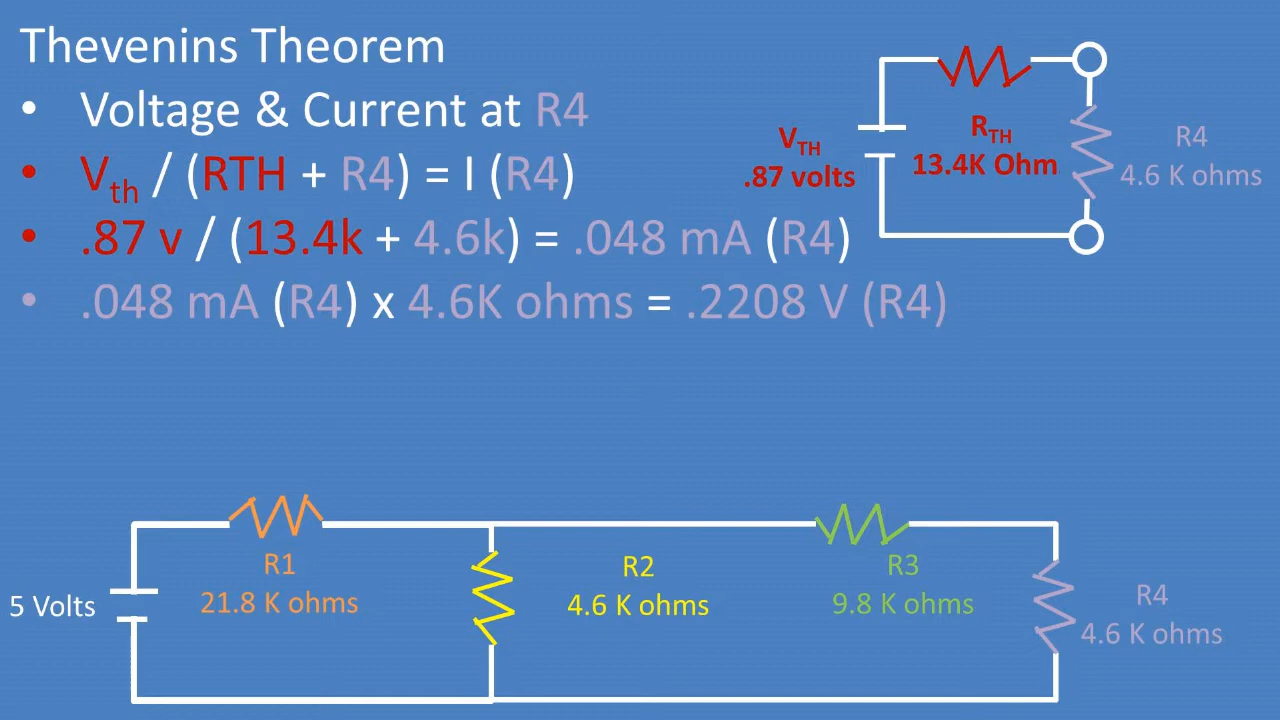 Thevenins Theorem
• Voltage & Current at R4
• Vth / (RTH + R4) = I (R4)
• .87 v / (13.4k + 4.6k) = .048 mA (R4)
• .048 mA (R4) x 4.6K ohms = .2208 V (R4)
VTH
.87 volts
RTH
13.4K Ohm
R4
4.6 K ohms
5 Volts
R1
21.8 K ohms
R2
4.6 K ohms
R3
9.8 K ohms
R4
4.6 K ohms